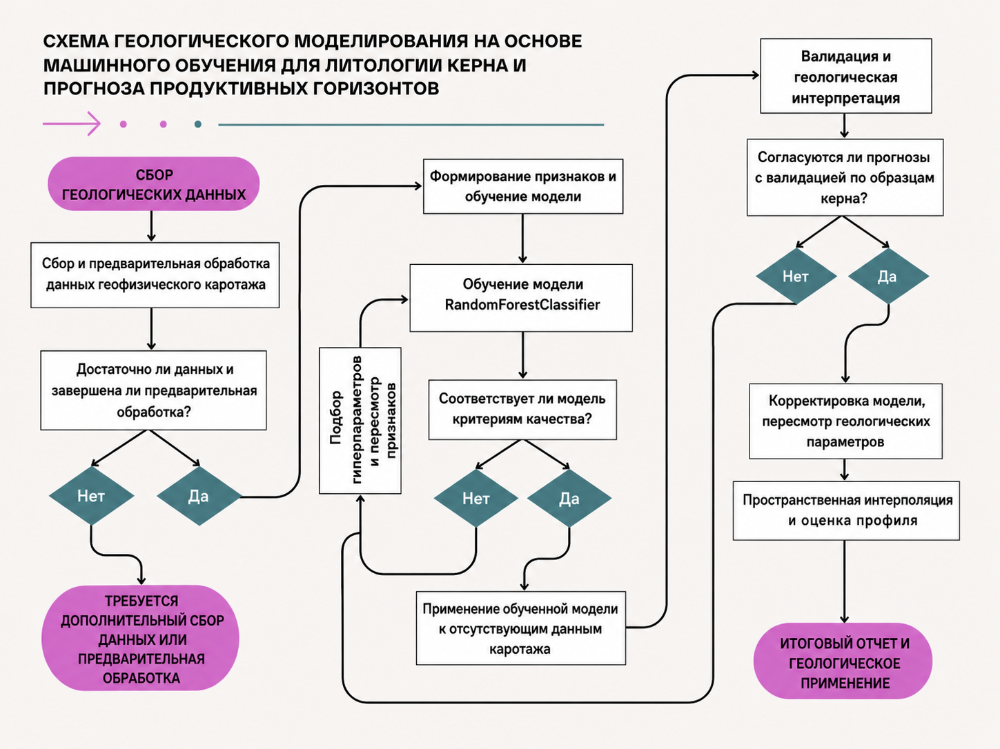 СХЕМА ГЕОЛОГИЧЕСКОГО МОДЕЛИРОВАНИЯ НА ОСНОВЕ
МАШИННОГО ОБУЧЕНИЯ ДЛЯ ЛИТОЛОГИИ КЕРНА И
ПРОГНОЗА ПРОДУКТИВНЫХ ГОРИЗОНТОВ
СБОР
ГЕОЛОГИЧЕСКИХ ДАННЫХ
Сбор и предварительная обработка
данных геофизического каротажа
Достаточно ли данных и
завершена ли предварительная
обработка?
Нет
Да
ТРЕБУЕТСЯ
ДОПОЛНИТЕЛЬНЫЙ СБОР
ДАННЫХ ИЛИ
ПРЕДВАРИТЕЛЬНАЯ
ОБРАБОТКА
Формирование признаков и
обучение модели
Обучение модели
RandomForestClassifier
Подбор
гиперпараметров
и пересмотр
признаков
Соответствует ли модель
критериям качества?
Нет
Да
Применение обученной модели
к отсутствующим данным
каротажа
Валидация и
геологическая
интерпретация
Согласуются ли прогнозы
с валидацией по образцам
керна?
Нет
Да
Корректировка модели,
пересмотр геологических
параметров
Пространственная интерполяция
и оценка профиля
ИТОГОВЫЙ ОТЧЕТ И
ГЕОЛОГИЧЕСКОЕ
ПРИМЕНЕНИЕ